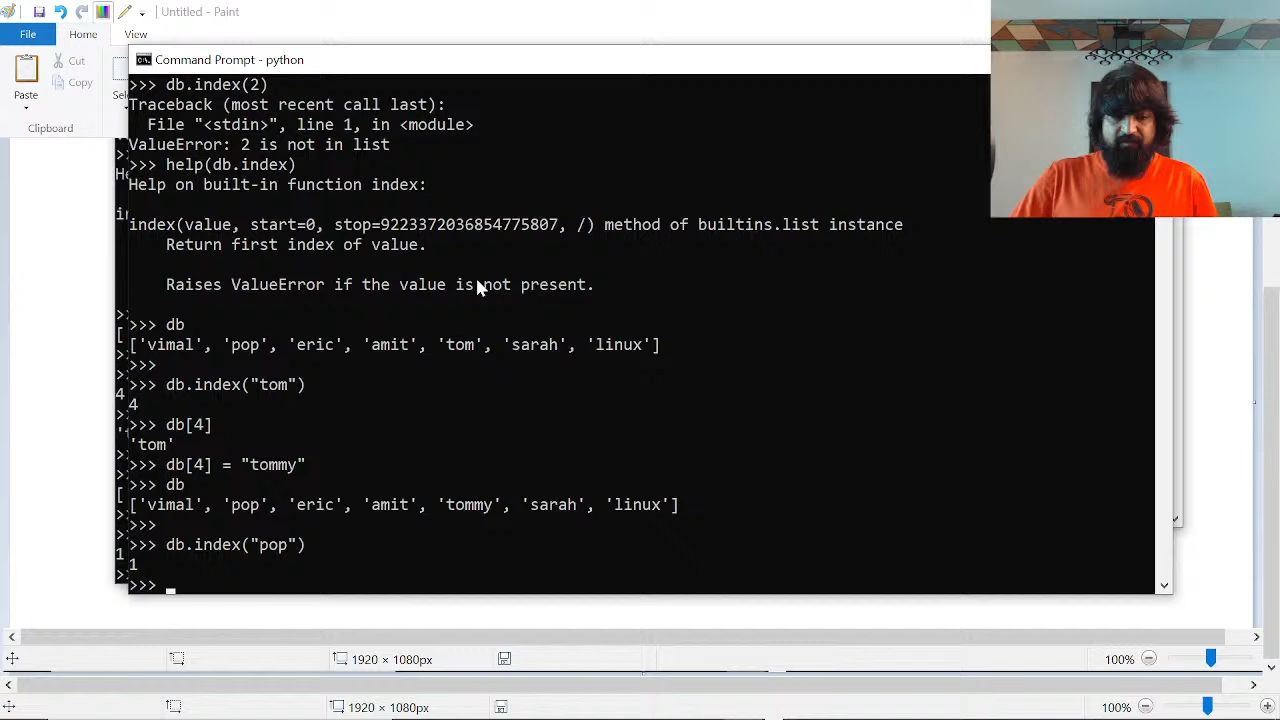 Untitled - Paint
File
Home
View
Paste
Cut
Copy
Clipboard
Command Prompt - python
>>> db.index(2)
Traceback (most recent call last):
  File "<stdin>", line 1, in <module>
ValueError: 2 is not in list
>>> help(db.index)
Help on built-in function index:
index(value, start=0, stop=9223372036854775807, /) method of builtins.list instance
    Return first index of value.
    Raises ValueError if the value is not present.
>>> db
['vimal', 'pop', 'eric', 'amit', 'tom', 'sarah', 'linux']
>>>
>>> db.index("tom")
4
>>> db[4]
'tom'
>>> db[4] = "tommy"
>>> db
['vimal', 'pop', 'eric', 'amit', 'tommy', 'sarah', 'linux']
>>>
>>> db.index("pop")
1
>>>
1920 × 1080px
100%
1920 × 1080px
100%